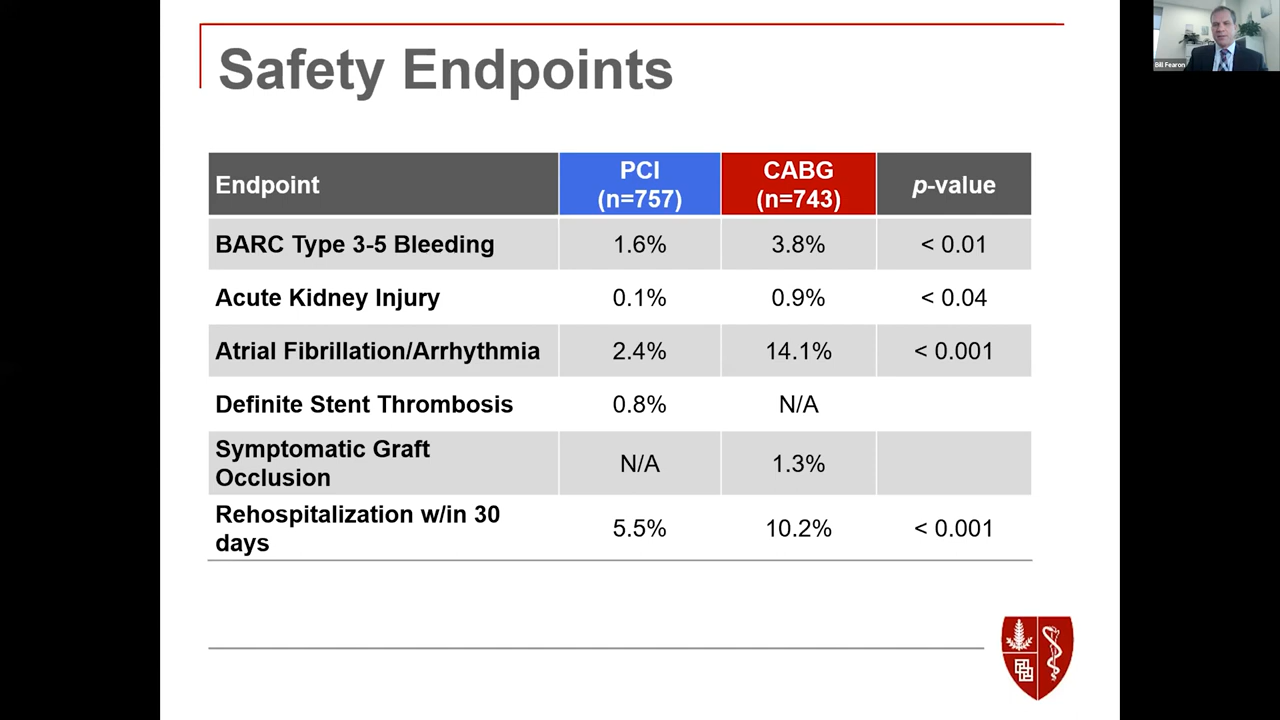 Safety Endpoints
Bill Fearon
Endpoint
PCI
(n=757)
CABG
(n=743)
p-value
BARC Type 3-5 Bleeding
1.6%
3.8%
< 0.01
Acute Kidney Injury
0.1%
0.9%
< 0.04
Atrial Fibrillation/Arrhythmia
2.4%
14.1%
< 0.001
Definite Stent Thrombosis
0.8%
N/A
Symptomatic Graft
Occlusion
N/A
1.3%
Rehospitalization w/in 30
days
5.5%
10.2%
< 0.001